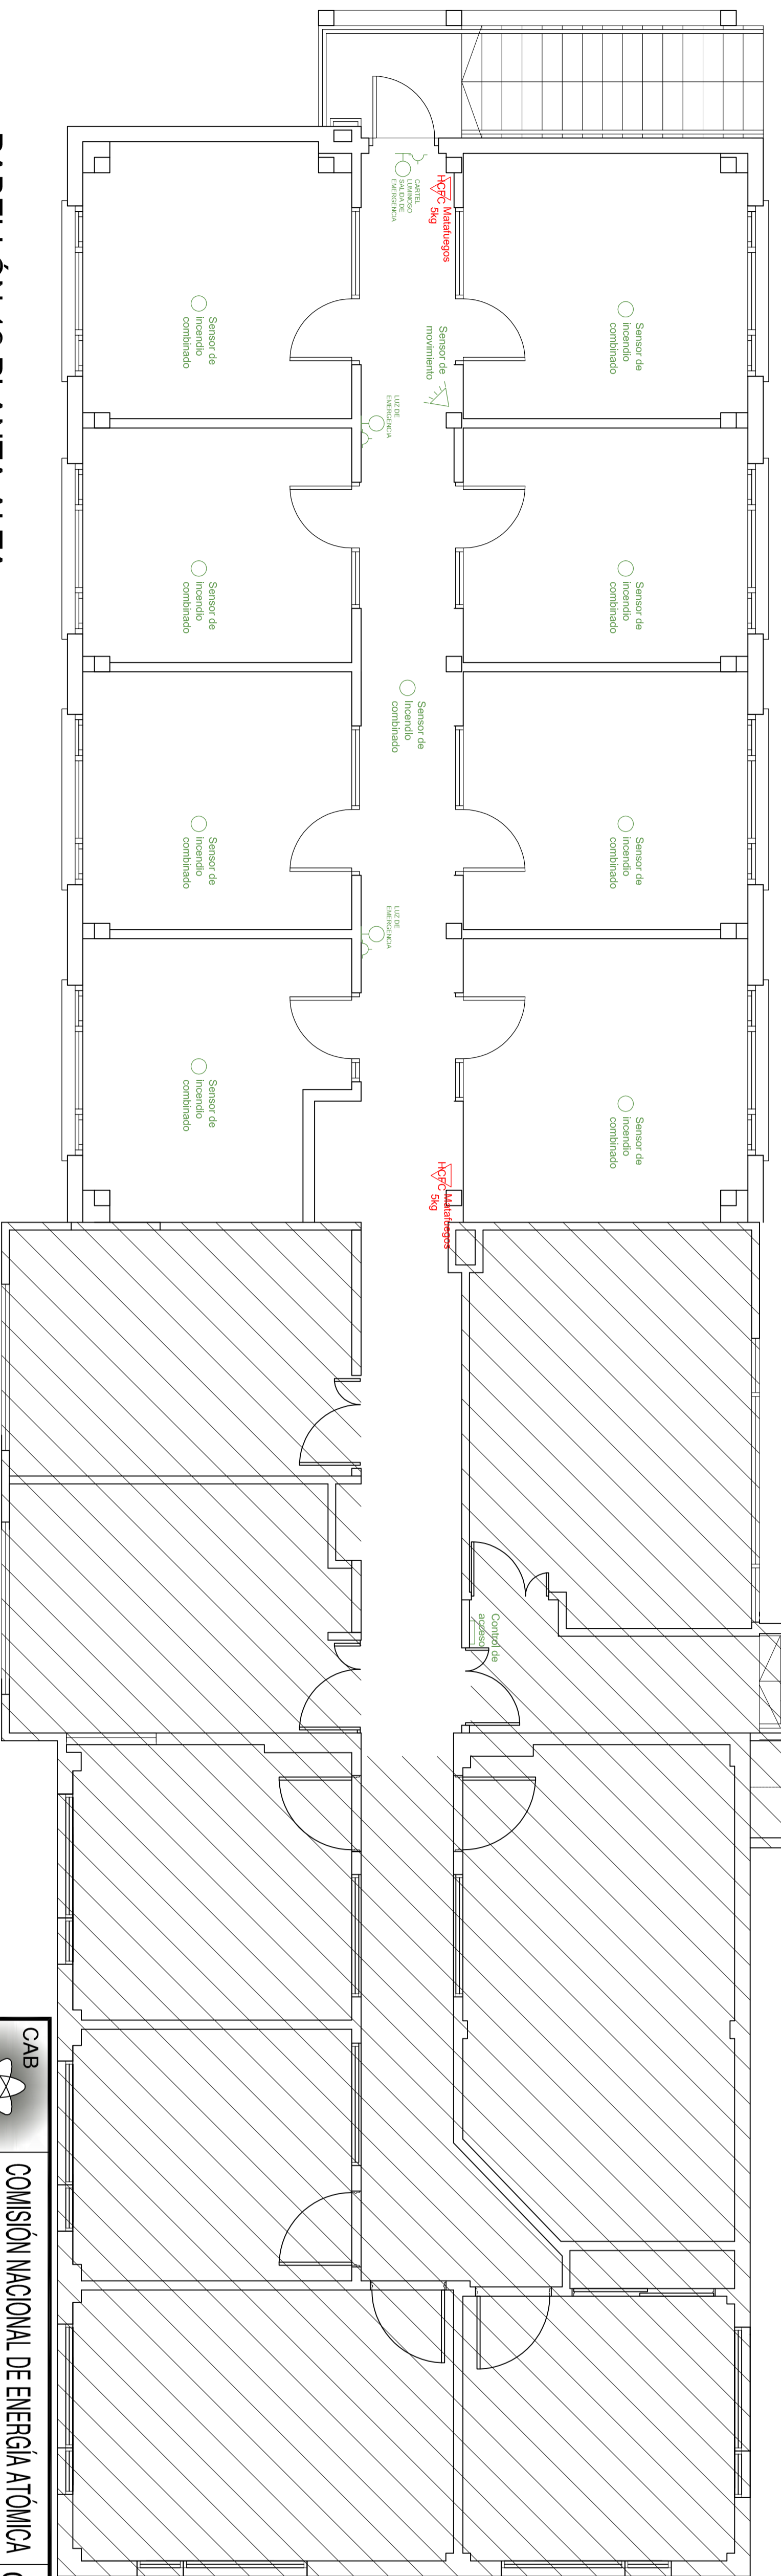 CARTEL
LUMINOSO
SALIDA DE
EMERGENCIA
Matafuegos
HCFC
5kg
Sensor de
incendio
combinado
Sensor de
incendio
combinado
Sensor de
movimiento
LUZ DE
EMERGENCIA
Sensor de
incendio
combinado
Sensor de
incendio
combinado
Sensor de
incendio
combinado
Sensor de
incendio
combinado
Sensor de
incendio
combinado
LUZ DE
EMERGENCIA
Sensor de
incendio
combinado
Sensor de
incendio
combinado
Matafuegos
HCFC
5kg
Control de
acceso
CAB
COMISIÓN NACIONAL DE ENERGÍA ATÓMICA